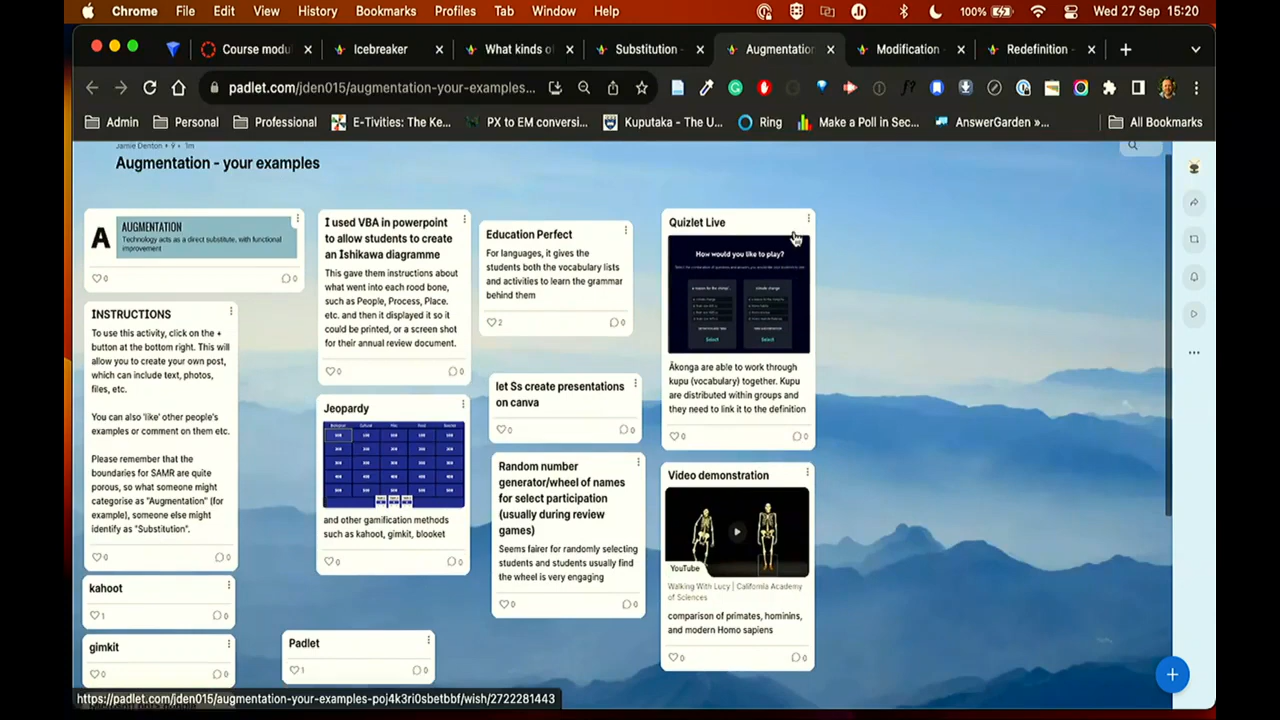 Chrome File Edit View History Bookmarks Profiles Tab Window Help 100% Wed 27 Sep 15:20
Course modu Icebreaker What kinds o Substitution - Augmentation Modification Redefinition -
padlet.com/jden015/augmentation-your-examples...
Admin Personal Professional E-Tivities: The Ke... PX to EM conversi... Kuputaka - The U... Ring Make a Poll in Sec... AnswerGarden »... All Bookmarks
Jamie Denton • 9 • 1m
Augmentation - your examples
A
AUGMENTATION
Technology acts as a direct substitute, with functional
improvement
0 0
INSTRUCTIONS
To use this activity, click on the +
button at the bottom right. This will
allow you to create your own post,
which can include text, photos,
files, etc.
You can also 'like' other people's
examples or comment on them etc.
Please remember that the
boundaries for SAMR are quite
porous, so what someone might
categorise as "Augmentation" (for
example), someone else might
identify as "Substitution".
0 0
kahoot
1 0
gimkit
0 0
I used VBA in powerpoint
to allow students to create
an Ishikawa diagramme
This gave them instructions about
what went into each rood bone,
such as People, Process, Place.
etc. and then it displayed it so it
could be printed, or a screen shot
for their annual review document.
0 0
Jeopardy
and other gamification methods
such as kahoot, gimkit, blooket
0 0
Padlet
1 0
Education Perfect
For languages, it gives the
students both the vocabulary lists
and activities to learn the grammar
behind them
2 0
let Ss create presentations
on canva
0 0
Random number
generator/wheel of names
for select participation
(usually during review
games)
Seems fairer for randomly selecting
students and students usually find
the wheel is very engaging
0 0
Quizlet Live
How would you like to play?
climate change
Select Select
Ākonga are able to work through
kupu (vocabulary) together. Kupu
are distributed within groups and
they need to link it to the definition
0 0
Video demonstration
YouTube
Walking With Lucy | California Academy
of Sciences
comparison of primates, hominins,
and modern Homo sapiens
0 0
https://padlet.com/jden015/augmentation-your-examples-poj4k3ri0sbetbbf/wish/2722281443